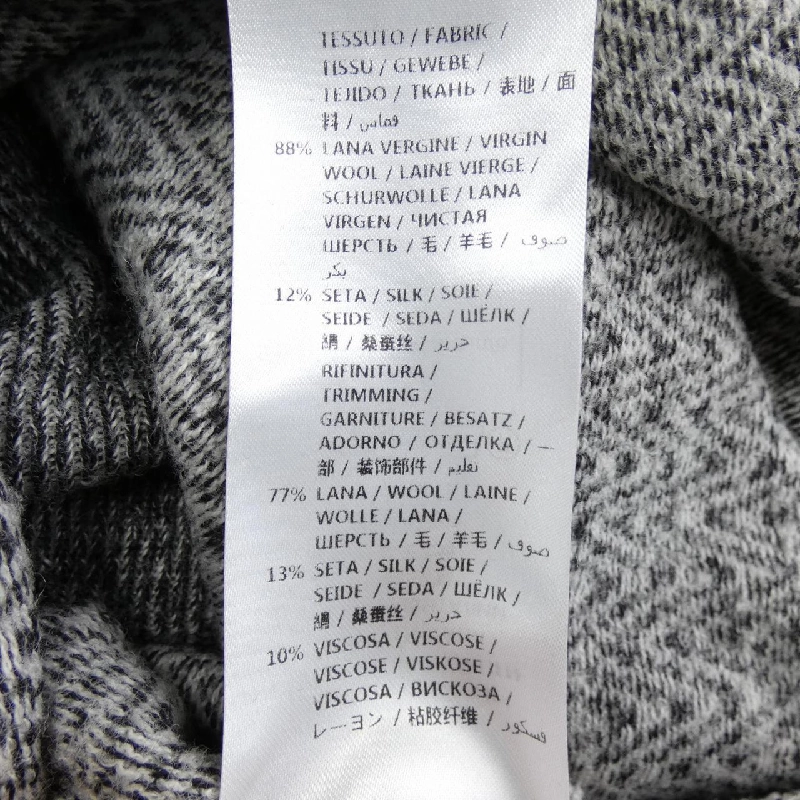 TESSUTO / FABRIC /
TISSU / GEWEBE /
TEJIDO / ТКАНЬ / 表地 / 面
料 / قماش
88% LANA VERGINE / VIRGIN
WOOL / LAINE VIERGE /
SCHURWOLLE / LANA
VIRGEN / ЧИСТАЯ
ШЕРСТЬ / 毛 / 羊毛 / صوف
بكر
12% SETA / SILK / SOIE /
SEIDE / SEDA / ШЁЛК /
絹 / 桑蚕丝 / حرير
RIFINITURA /
TRIMMING /
GARNITURE / BESATZ /
ADORNO / ОТДЕЛКА / 一
部 / 装饰部件 / تقليم
77% LANA / WOOL / LAINE /
WOLLE / LANA /
ШЕРСТЬ / 毛 / 羊毛 / صوف
13% SETA / SILK / SOIE /
SEIDE / SEDA / ШЁЛК /
絹 / 桑蚕丝 / حرير
10% VISCOSA / VISCOSE /
VISCOSE / VISKOSE /
VISCOSA / ВИСКОЗА /
レーヨン / 粘胶纤维 / فسكور